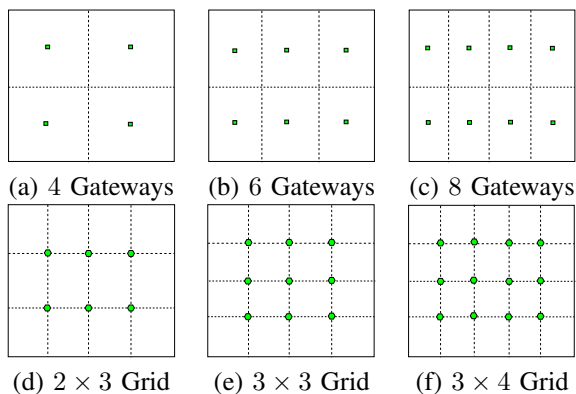 (a) 4 Gateways (b) 6 Gateways (c) 8 Gateways
(d) 2 × 3 Grid (e) 3 × 3 Grid (f) 3 × 4 Grid